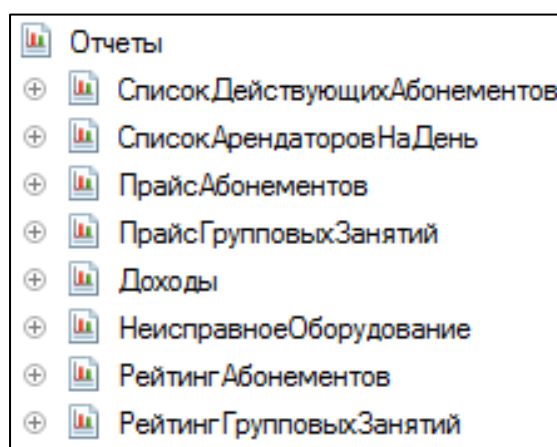 Отчеты
СписокДействующихАбонементов
СписокАрендаторовНаДень
ПрайсАбонементов
ПрайсГрупповыхЗанятий
Доходы
НеисправноеОборудование
РейтингАбонементов
РейтингГрупповыхЗанятий